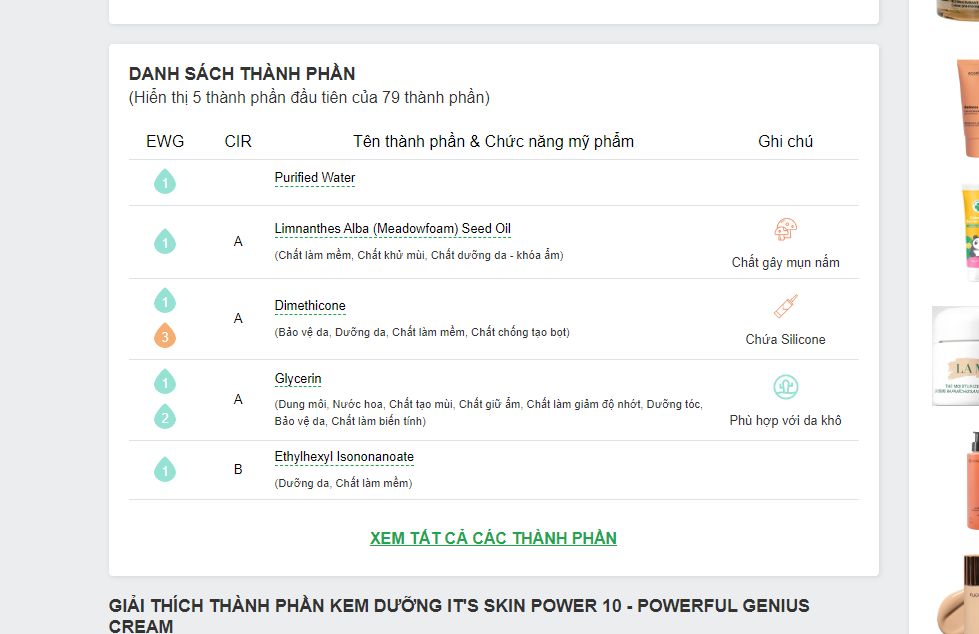 DANH SÁCH THÀNH PHẦN
(Hiển thị 5 thành phần đầu tiên của 79 thành phần)
EWG CIR Tên thành phần & Chức năng mỹ phẩm Ghi chú
1 Purified Water
1 A Limnanthes Alba (Meadowfoam) Seed Oil
(Chất làm mềm, Chất khử mùi, Chất dưỡng da - khóa ẩm)
Chất gây mụn nấm
1 3 A Dimethicone
(Bảo vệ da, Dưỡng da, Chất làm mềm, Chất chống tạo bọt)
Chứa Silicone
1 2 A Glycerin
(Dung môi, Nước hoa, Chất tạo mùi, Chất giữ ẩm, Chất làm giảm độ nhớt, Dưỡng tóc,
Bảo vệ da, Chất làm biến tính)
Phù hợp với da khô
1 B Ethylhexyl Isononanoate
(Dưỡng da, Chất làm mềm)
XEM TẤT CẢ CÁC THÀNH PHẦN
GIẢI THÍCH THÀNH PHẦN KEM DƯỠNG IT'S SKIN POWER 10 - POWERFUL GENIUS
CREAM